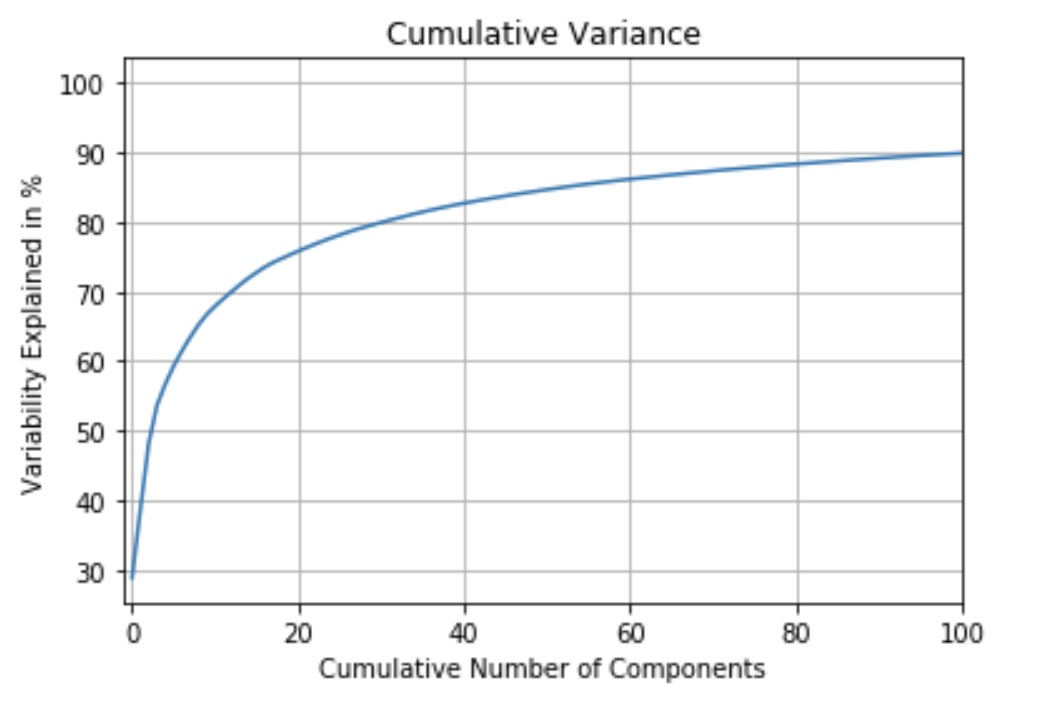 Cumulative Variance
100
90
80
70
60
50
40
30
Variability Explained in %
0 20 40 60 80 100
Cumulative Number of Components